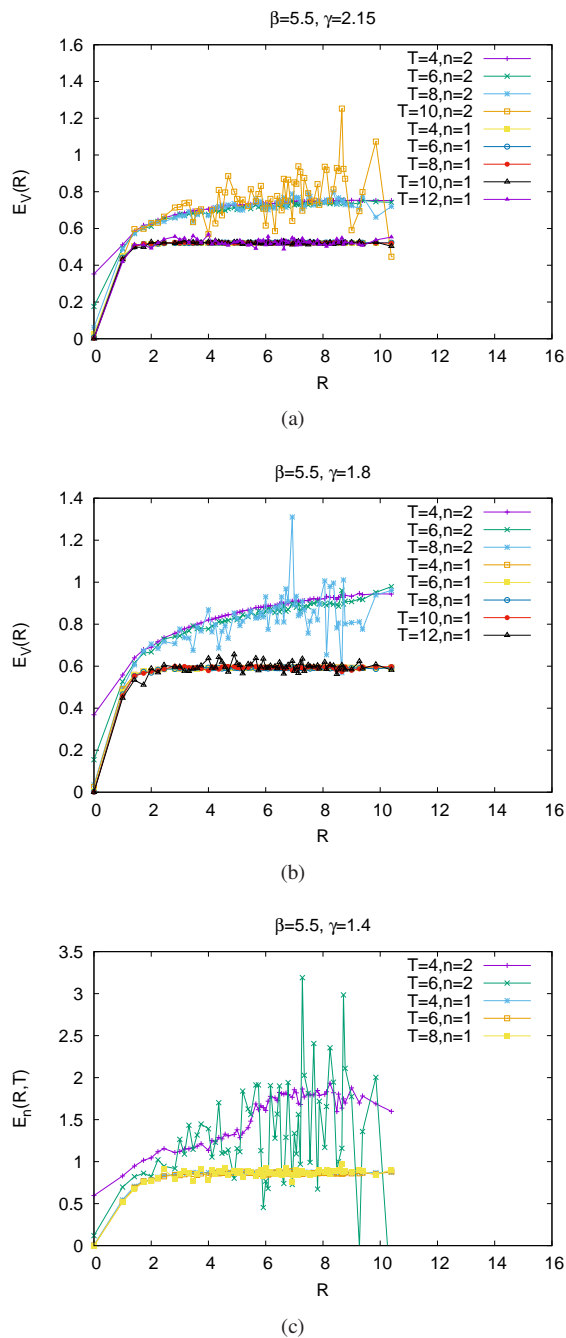 β=5.5, γ=2.15
1.6
1.4
1.2
1
0.8
0.6
0.4
0.2
0
E_V(R)
T=4,n=2
T=6,n=2
T=8,n=2
T=10,n=2
T=4,n=1
T=6,n=1
T=8,n=1
T=10,n=1
T=12,n=1
0 2 4 6 8 10 12 14 16
R
(a)
β=5.5, γ=1.8
1.4
1.2
1
0.8
0.6
0.4
0.2
0
E_V(R)
T=4,n=2
T=6,n=2
T=8,n=2
T=4,n=1
T=6,n=1
T=8,n=1
T=10,n=1
T=12,n=1
0 2 4 6 8 10 12 14 16
R
(b)
β=5.5, γ=1.4
3.5
3
2.5
2
1.5
1
0.5
0
E_n(R,T)
T=4,n=2
T=6,n=2
T=4,n=1
T=6,n=1
T=8,n=1
0 2 4 6 8 10 12 14 16
R
(c)